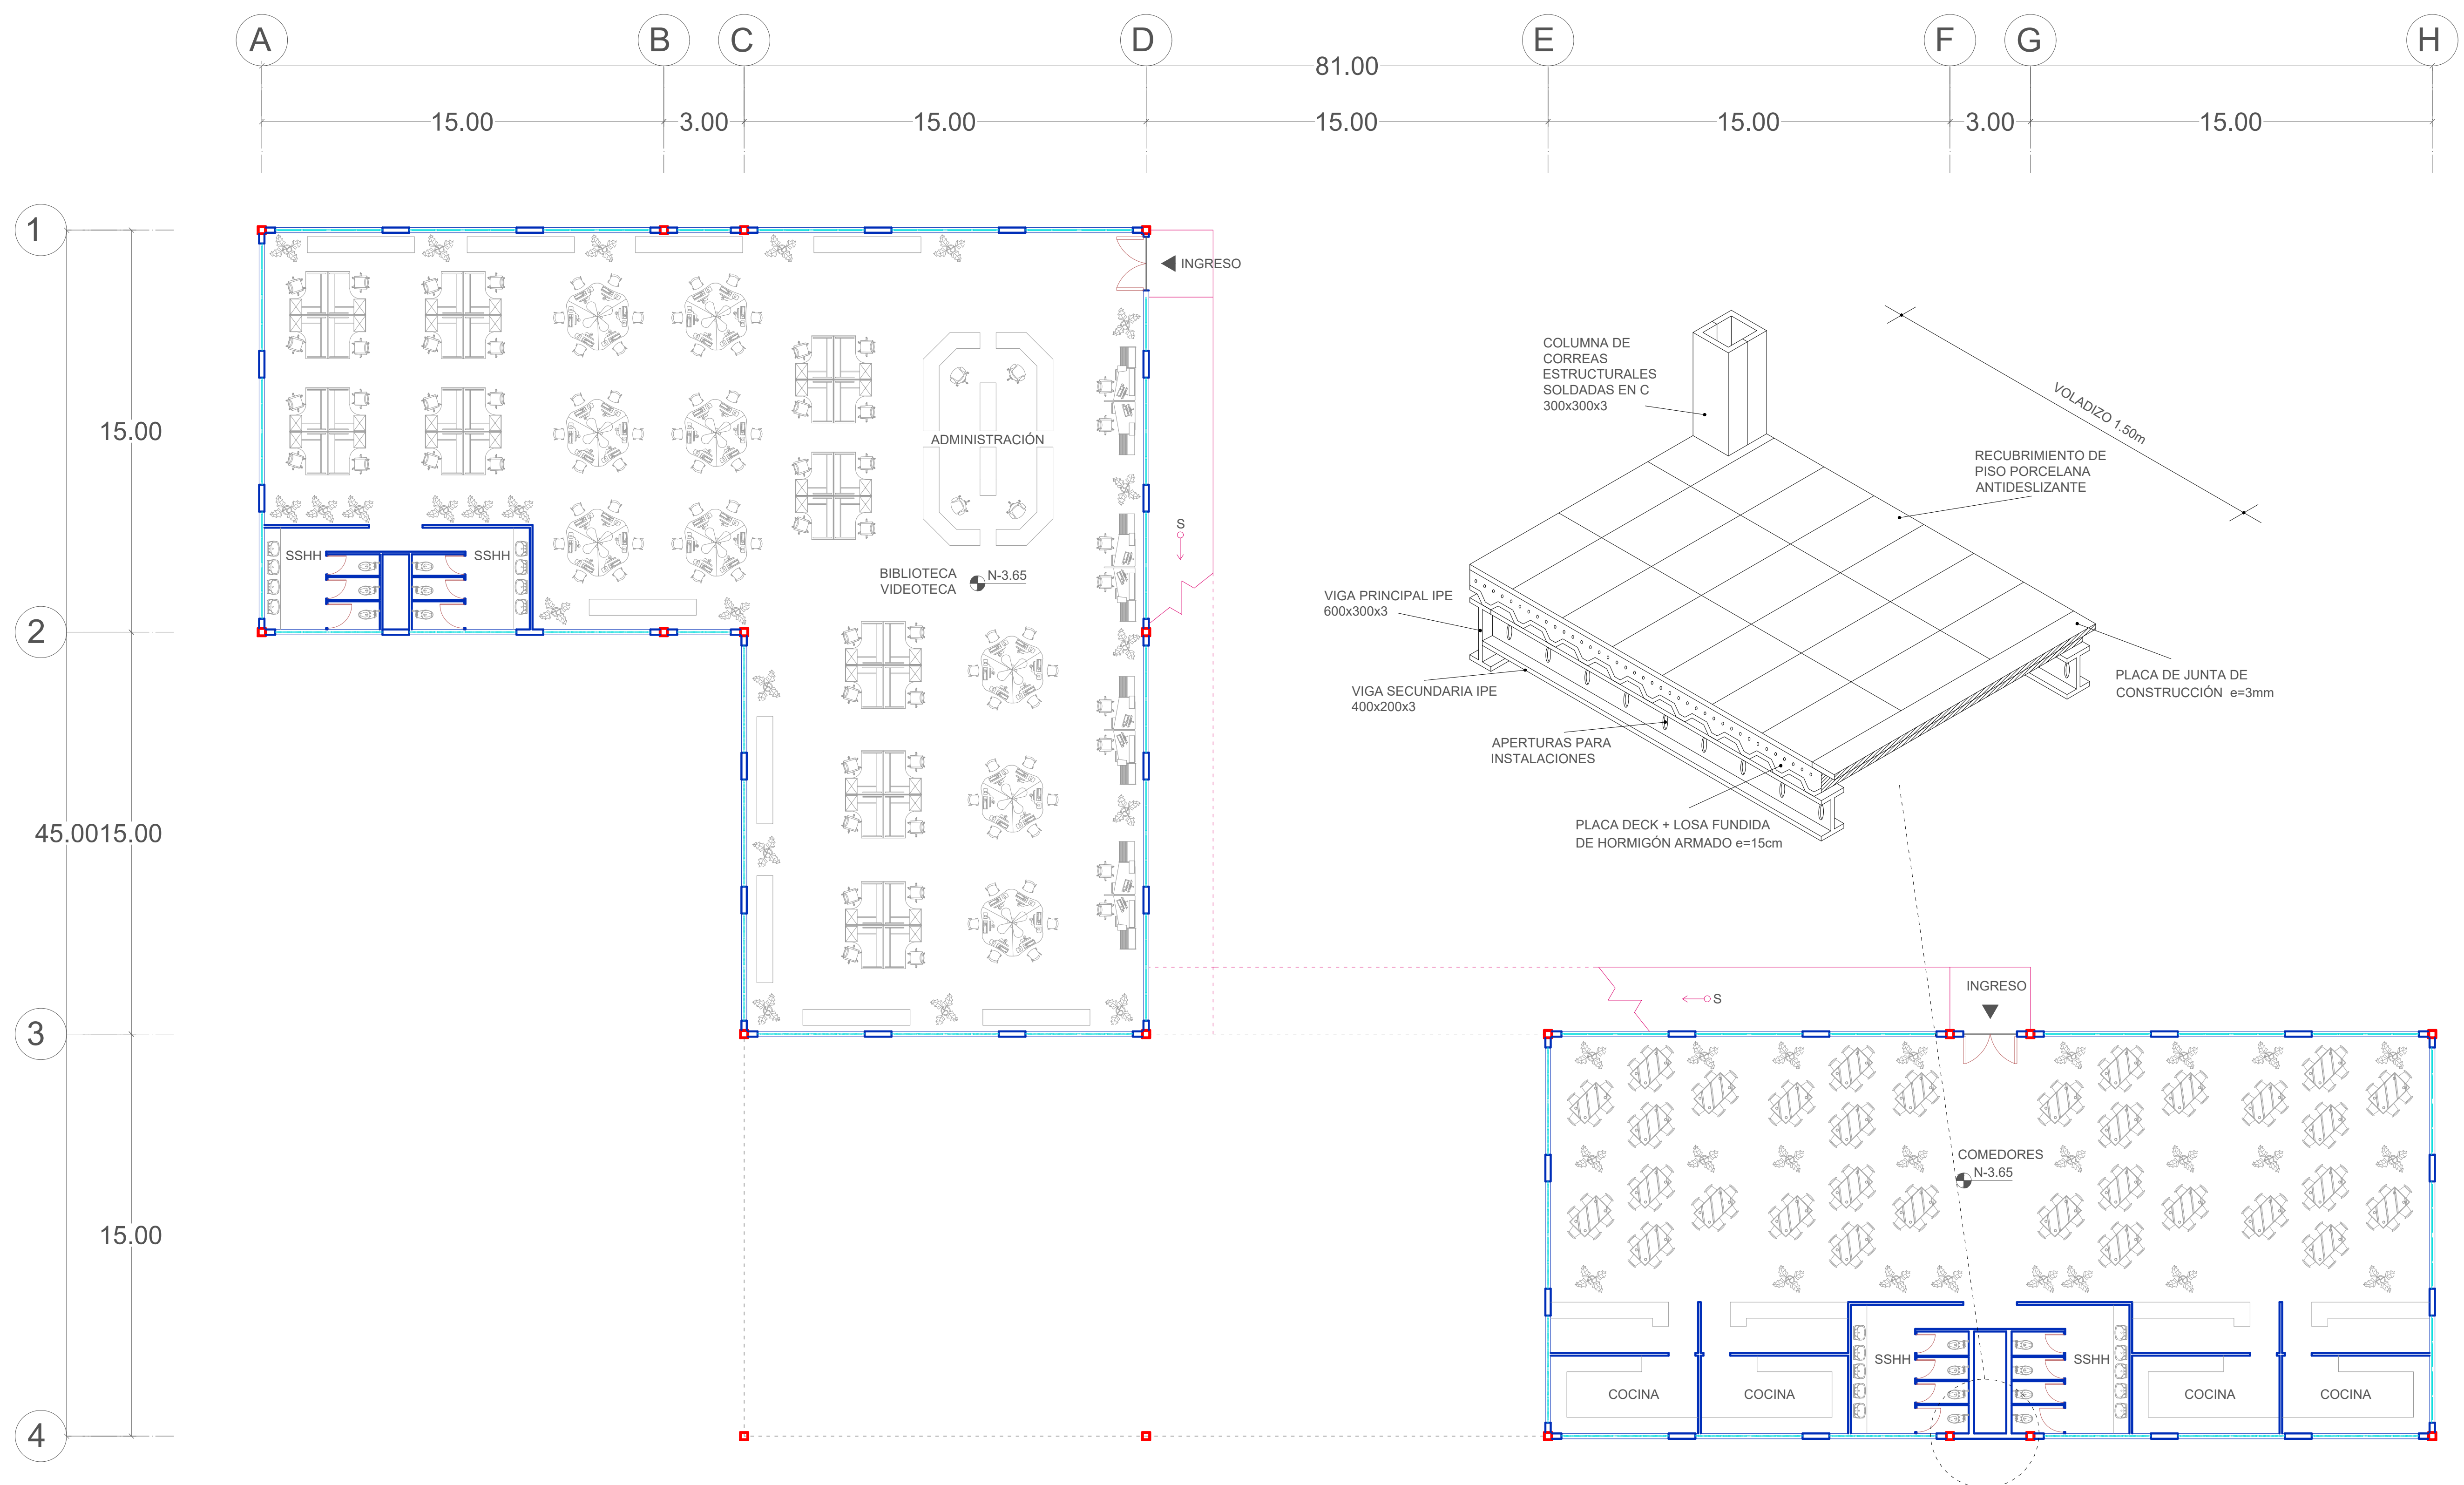 A B C D E F G H
81.00
15.00 3.00 15.00 15.00 15.00 3.00 15.00
1
2
3
4
15.00
45.00
15.00
15.00
INGRESO
ADMINISTRACIÓN
SSHH
SSHH
BIBLIOTECA
VIDEOTECA
N-3.65
S
COLUMNA DE
CORREAS
ESTRUCTURALES
SOLDADAS EN C
300x300x3
VOLADIZO 1.50m
RECUBRIMIENTO DE
PISO PORCELANA
ANTIDESLIZANTE
VIGA PRINCIPAL IPE
600x300x3
VIGA SECUNDARIA IPE
400x200x3
APERTURAS PARA
INSTALACIONES
PLACA DE JUNTA DE
CONSTRUCCIÓN e=3mm
PLACA DECK + LOSA FUNDIDA
DE HORMIGÓN ARMADO e=15cm
S
INGRESO
COMEDORES
N-3.65
SSHH
SSHH
COCINA
COCINA
COCINA
COCINA